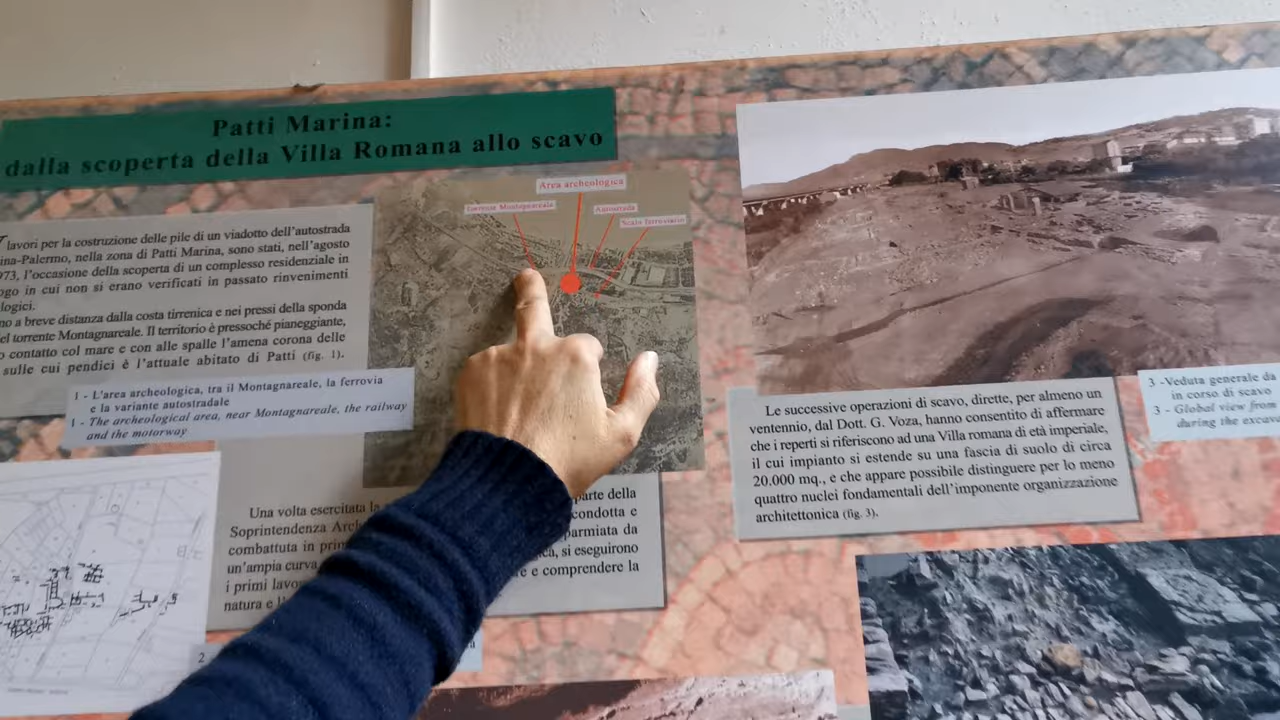 Patti Marina:
dalla scoperta della Villa Romana allo scavo
Area archeologica
Torrente Montagnareale
Autostrada
Scalo ferroviario
lavori per la costruzione delle pile di un viadotto dell'autostrada
ina-Palermo, nella zona di Patti Marina, sono stati, nell'agosto
973, l'occasione della scoperta di un complesso residenziale in
ogo in cui non si erano verificati in passato rinvenimenti
logici.
no a breve distanza dalla costa tirrenica e nei pressi della sponda
el torrente Montagnareale. Il territorio è pressoché pianeggiante,
o contatto col mare e con alle spalle l'amena corona delle
sulle cui pendici è l'attuale abitato di Patti (fig. 1).
1 - L'area archeologica, tra il Montagnareale, la ferrovia
e la variante autostradale
1 - The archeological area, near Montagnareale, the railway
and the motorway
Una volta esercitata la parte della
Soprintendenza Arche condotta e
combattuta in prim parmiata da
un'ampia curva ca, si eseguirono
i primi lavo e e comprendere la
natura e l'
2
Le successive operazioni di scavo, dirette, per almeno un
ventennio, dal Dott. G. Voza, hanno consentito di affermare
che i reperti si riferiscono ad una Villa romana di età imperiale,
il cui impianto si estende su una fascia di suolo di circa
20.000 mq., e che appare possibile distinguere per lo meno
quattro nuclei fondamentali dell'imponente organizzazione
architettonica (fig. 3).
3 -Veduta generale da
in corso di scavo
3 - Global view from
during the excava